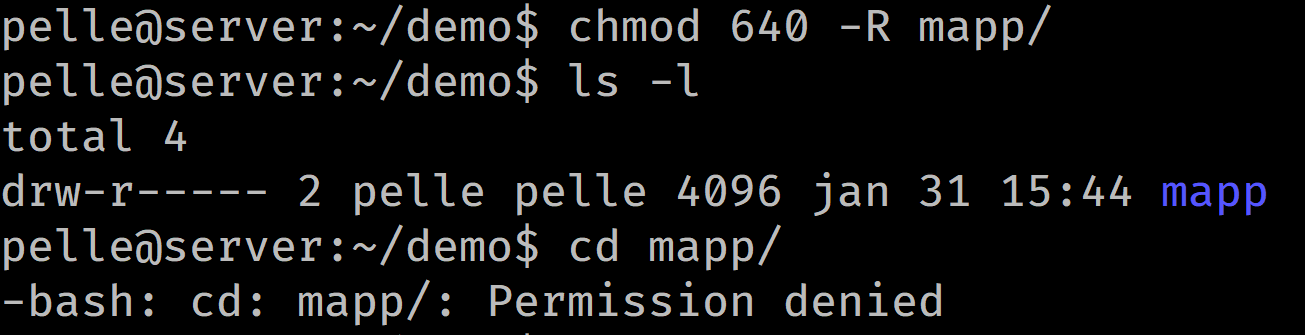 pelle@server:~/demo$ chmod 640 -R mapp/
pelle@server:~/demo$ ls -l
total 4
drw-r----- 2 pelle pelle 4096 jan 31 15:44 mapp
pelle@server:~/demo$ cd mapp/
-bash: cd: mapp/: Permission denied